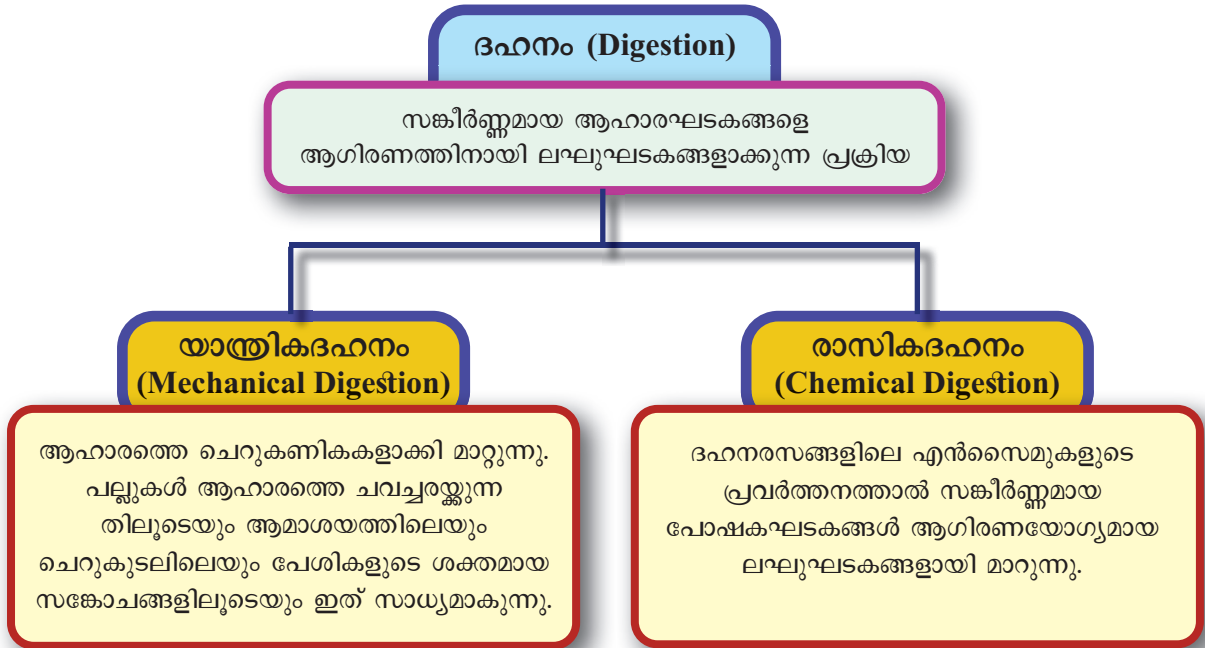 ദഹനം (Digestion)
സങ്കീർണ്ണമായ ആഹാരഘടകങ്ങളെ
ആഗിരണത്തിനായി ലഘുഘടകങ്ങളാക്കുന്ന പ്രക്രിയ
യാന്ത്രികദഹനം
(Mechanical Digestion)
ആഹാരത്തെ ചെറുകണികകളാക്കി മാറ്റുന്നു.
പല്ലുകൾ ആഹാരത്തെ ചവച്ചരയ്ക്കുന്ന
തിലൂടെയും ആമാശയത്തിലെയും
ചെറുകുടലിലെയും പേശികളുടെ ശക്തമായ
സങ്കോചങ്ങളിലൂടെയും ഇത് സാധ്യമാകുന്നു.
രാസികദഹനം
(Chemical Digestion)
ദഹനരസങ്ങളിലെ എൻസൈമുകളുടെ
പ്രവർത്തനത്താൽ സങ്കീർണ്ണമായ
പോഷകഘടകങ്ങൾ ആഗിരണയോഗ്യമായ
ലഘുഘടകങ്ങളായി മാറുന്നു.